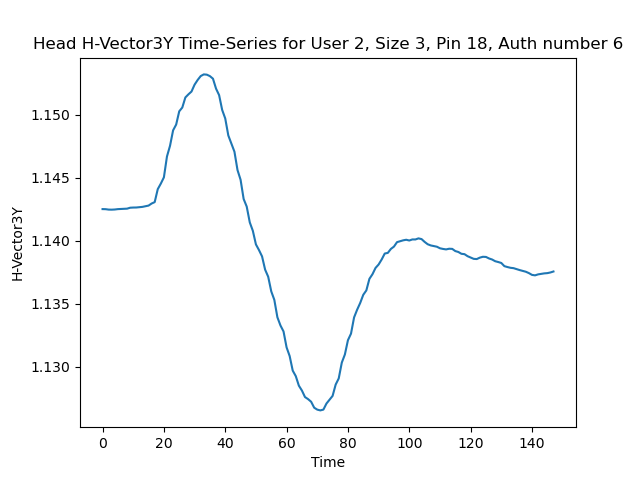 Head H-Vector3Y Time-Series for User 2, Size 3, Pin 18, Auth number 6
H-Vector3Y
1.150
1.145
1.140
1.135
1.130
0 20 40 60 80 100 120 140
Time